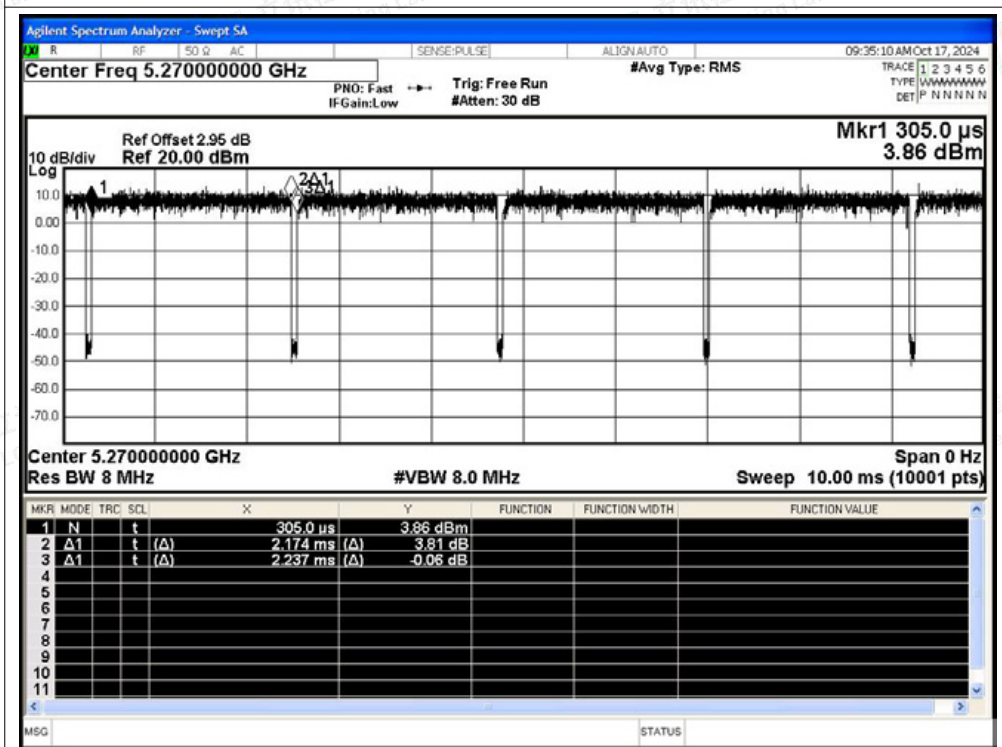 Agilent Spectrum Analyzer - Swept SA
R RF 50 Ω AC SENSE:PULSE ALIGN AUTO 09:35:10 AM Oct 17, 2024
Center Freq 5.270000000 GHz #Avg Type: RMS TRACE 1 2 3 4 5 6
PNO: Fast Trig: Free Run TYPE WWWWWW
IFGain:Low #Atten: 30 dB DET P N N N N N
Mkr1 305.0 µs
Ref Offset 2.95 dB
10 dB/div Ref 20.00 dBm 3.86 dBm
Log
1 2Δ1
3Δ1
10.0
0.00
-10.0
-20.0
-30.0
-40.0
-50.0
-60.0
-70.0
Center 5.270000000 GHz Span 0 Hz
Res BW 8 MHz #VBW 8.0 MHz Sweep 10.00 ms (10001 pts)
MKR MODE TRC SCL X Y FUNCTION FUNCTION WIDTH FUNCTION VALUE
1 N t 305.0 µs 3.86 dBm
2 Δ1 t (Δ) 2.174 ms (Δ) 3.81 dB
3 Δ1 t (Δ) 2.237 ms (Δ) -0.06 dB
4
5
6
7
8
9
10
11
MSG STATUS